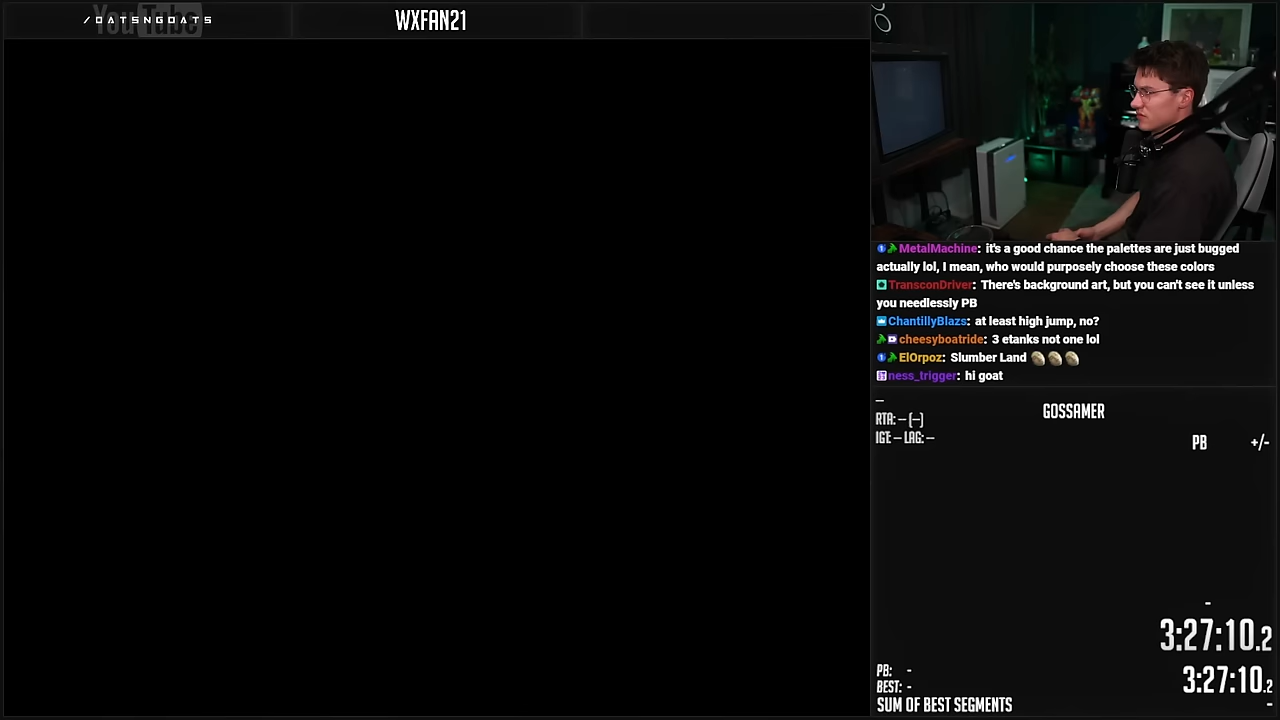 YouTube
/OATSNGOATS
WXFAN21
MetalMachine: it's a good chance the palettes are just bugged
actually lol, I mean, who would purposely choose these colors
TransconDriver: There's background art, but you can't see it unless
you needlessly PB
ChantillyBlazs: at least high jump, no?
cheesyboatride: 3 etanks not one lol
ElOrpoz: Slumber Land
ness_trigger: hi goat
—
RTA: — (—)
IGT: — LAG: —
GOSSAMER
PB +/-
-
3:27:10.2
PB: -
3:27:10.2
BEST: -
SUM OF BEST SEGMENTS -